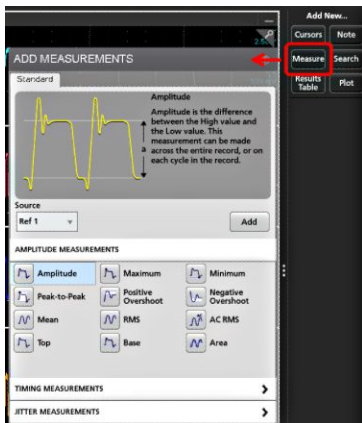 Add New...
Cursors Note
Measure Search
Results Table Plot
ADD MEASUREMENTS
Standard
Amplitude
Amplitude is the difference
between the High value and
the Low value. This
measurement can be made
across the entire record, or on
each cycle in the record.
a
Source
Ref 1
Add
AMPLITUDE MEASUREMENTS
Amplitude Maximum Minimum
Peak-to-Peak Positive Overshoot Negative Overshoot
Mean RMS AC RMS
Top Base Area
TIMING MEASUREMENTS
JITTER MEASUREMENTS